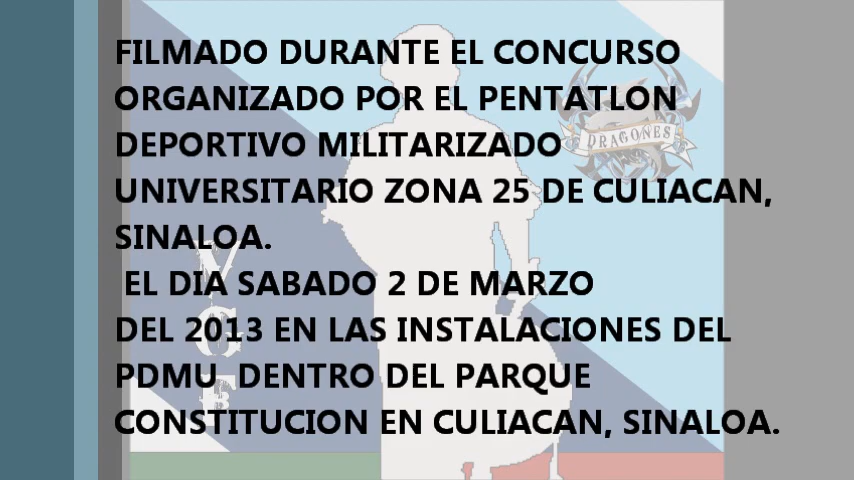 FILMADO DURANTE EL CONCURSO
ORGANIZADO POR EL PENTATLON
DEPORTIVO MILITARIZADO
UNIVERSITARIO ZONA 25 DE CULIACAN,
SINALOA.
EL DIA SABADO 2 DE MARZO
DEL 2013 EN LAS INSTALACIONES DEL
PDMU  DENTRO DEL PARQUE
CONSTITUCION EN CULIACAN, SINALOA.
DRAGONES